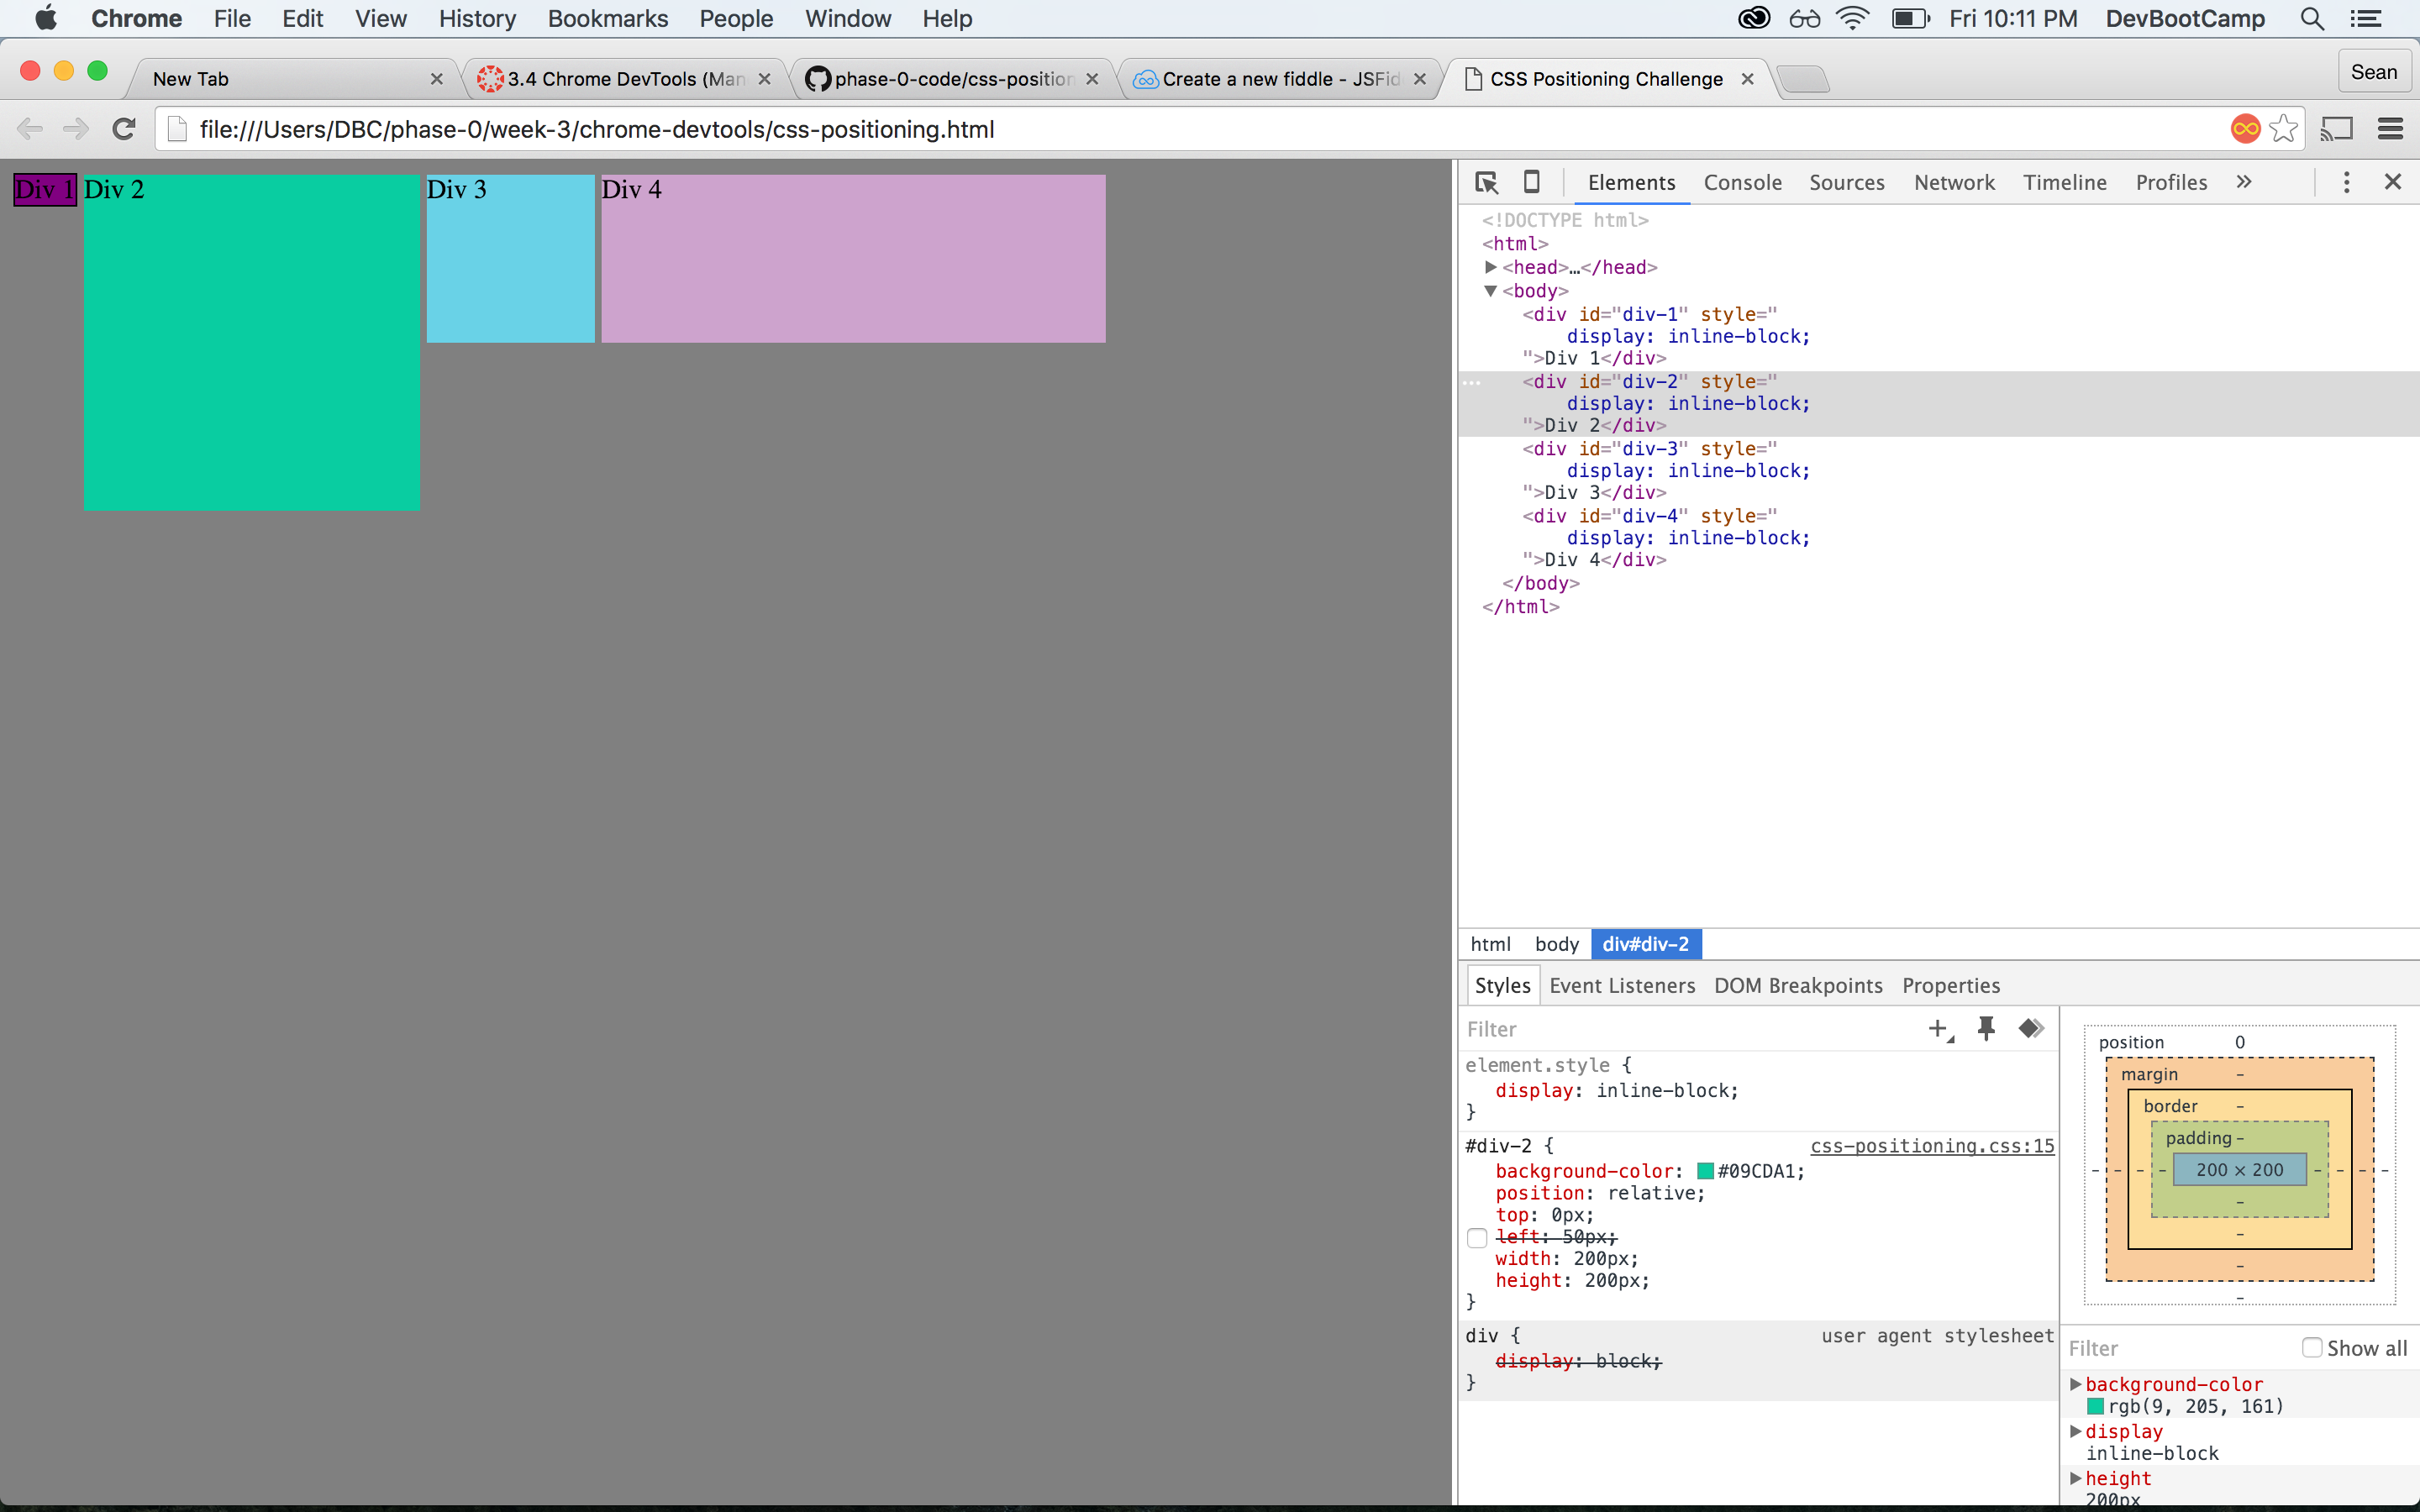 Chrome File Edit View History Bookmarks People Window Help Fri 10:11 PM DevBootCamp
New Tab 3.4 Chrome DevTools (Man phase-0-code/css-position Create a new fiddle - JSFid CSS Positioning Challenge Sean
file:///Users/DBC/phase-0/week-3/chrome-devtools/css-positioning.html
Div 1 Div 2 Div 3 Div 4
Elements Console Sources Network Timeline Profiles »
<!DOCTYPE html>
<html>
<head>…</head>
<body>
<div id="div-1" style="
display: inline-block;
">Div 1</div>
<div id="div-2" style="
display: inline-block;
">Div 2</div>
<div id="div-3" style="
display: inline-block;
">Div 3</div>
<div id="div-4" style="
display: inline-block;
">Div 4</div>
</body>
</html>
html body div#div-2
Styles Event Listeners DOM Breakpoints Properties
Filter
element.style {
display: inline-block;
}
#div-2 { css-positioning.css:15
background-color: #09CDA1;
position: relative;
top: 0px;
left: 50px;
width: 200px;
height: 200px;
}
div { user agent stylesheet
display: block;
}
position 0
margin -
border -
padding -
- - - - 200 × 200 - - - -
-
-
-
-
Filter Show all
background-color
rgb(9, 205, 161)
display
inline-block
height
200px